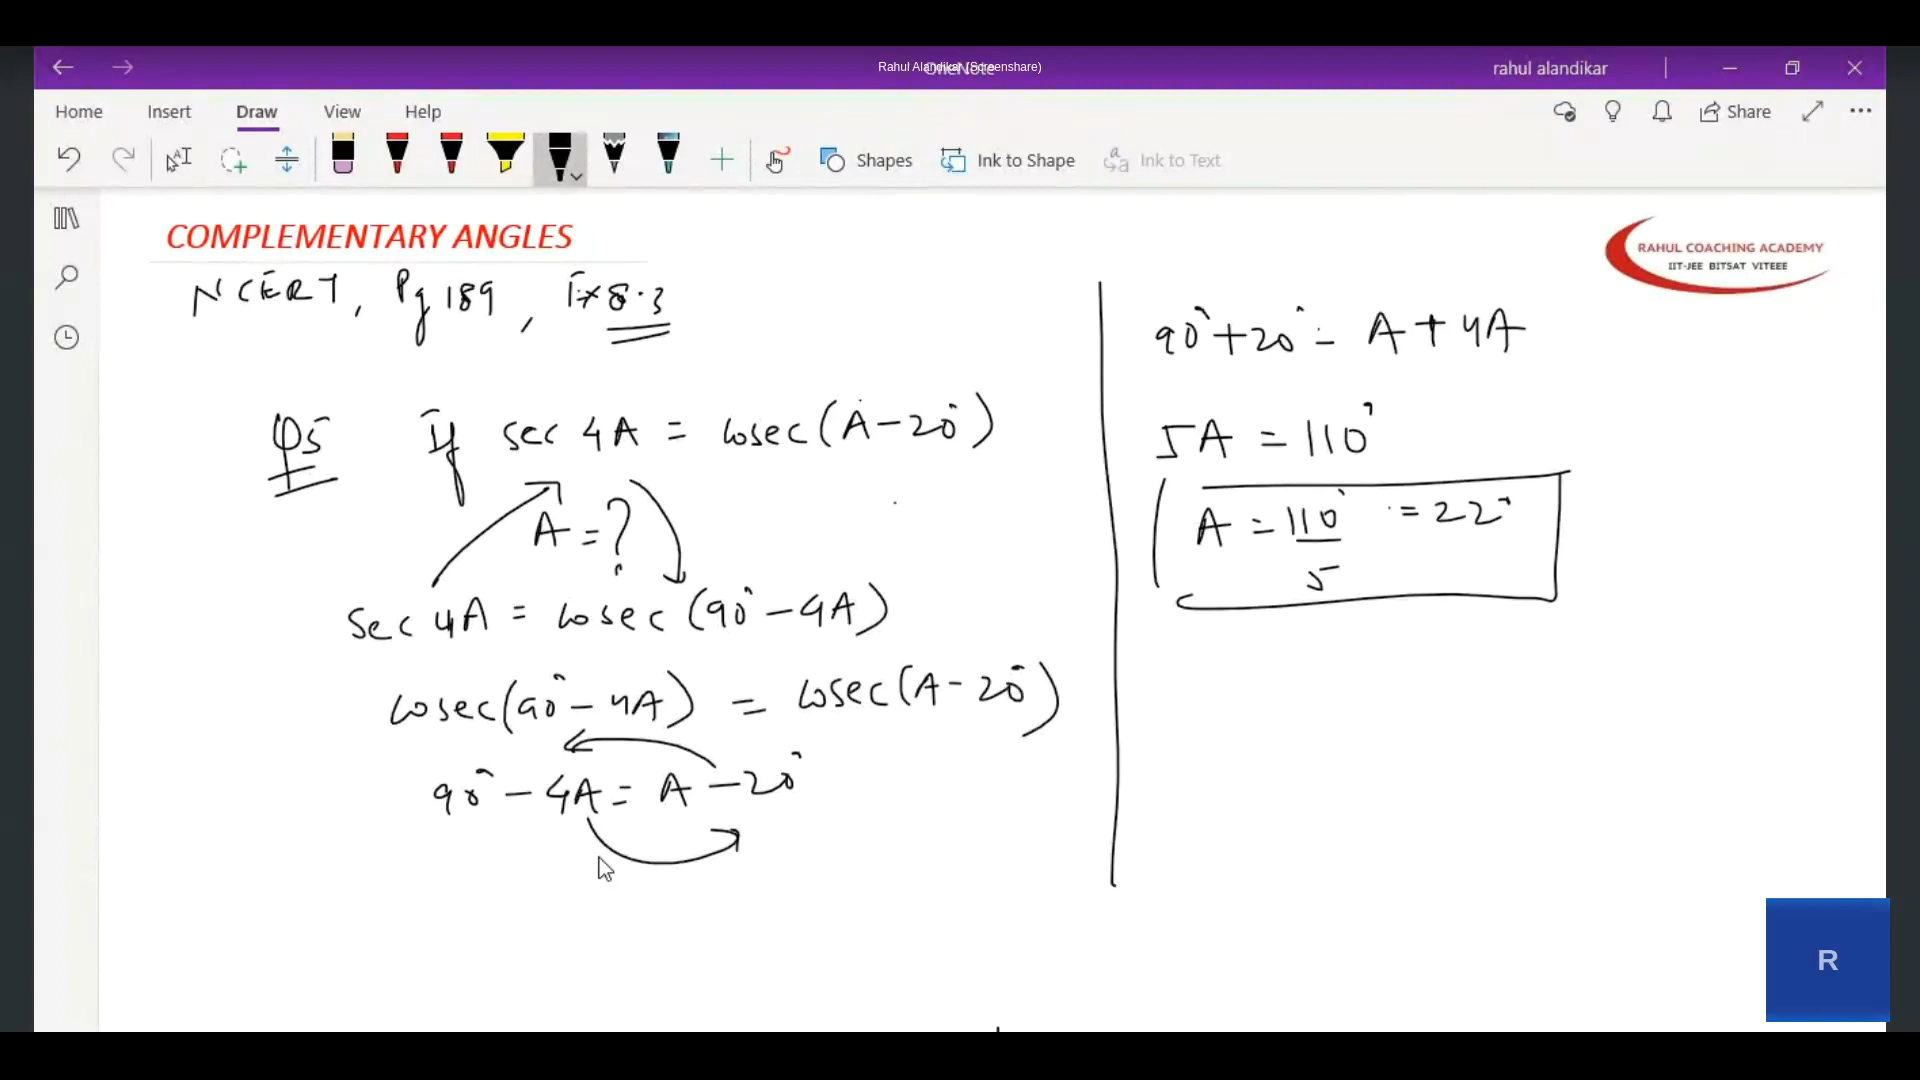 Rahul Alandikar (Screenshare)
OneNote
rahul alandikar
Home Insert Draw View Help
Share
Shapes Ink to Shape Ink to Text
COMPLEMENTARY ANGLES
RAHUL COACHING ACADEMY
IIT-JEE BITSAT VITEEE
NCERT, Pg 189, Ex 8.3
Q5 If sec 4A = cosec(A-20°)
A = ?
sec 4A = cosec (90° - 4A)
cosec(90° - 4A) = cosec(A - 20°)
90° - 4A = A - 20°
90° + 20° = A + 4A
5A = 110°
A = 110° = 22°
5
R